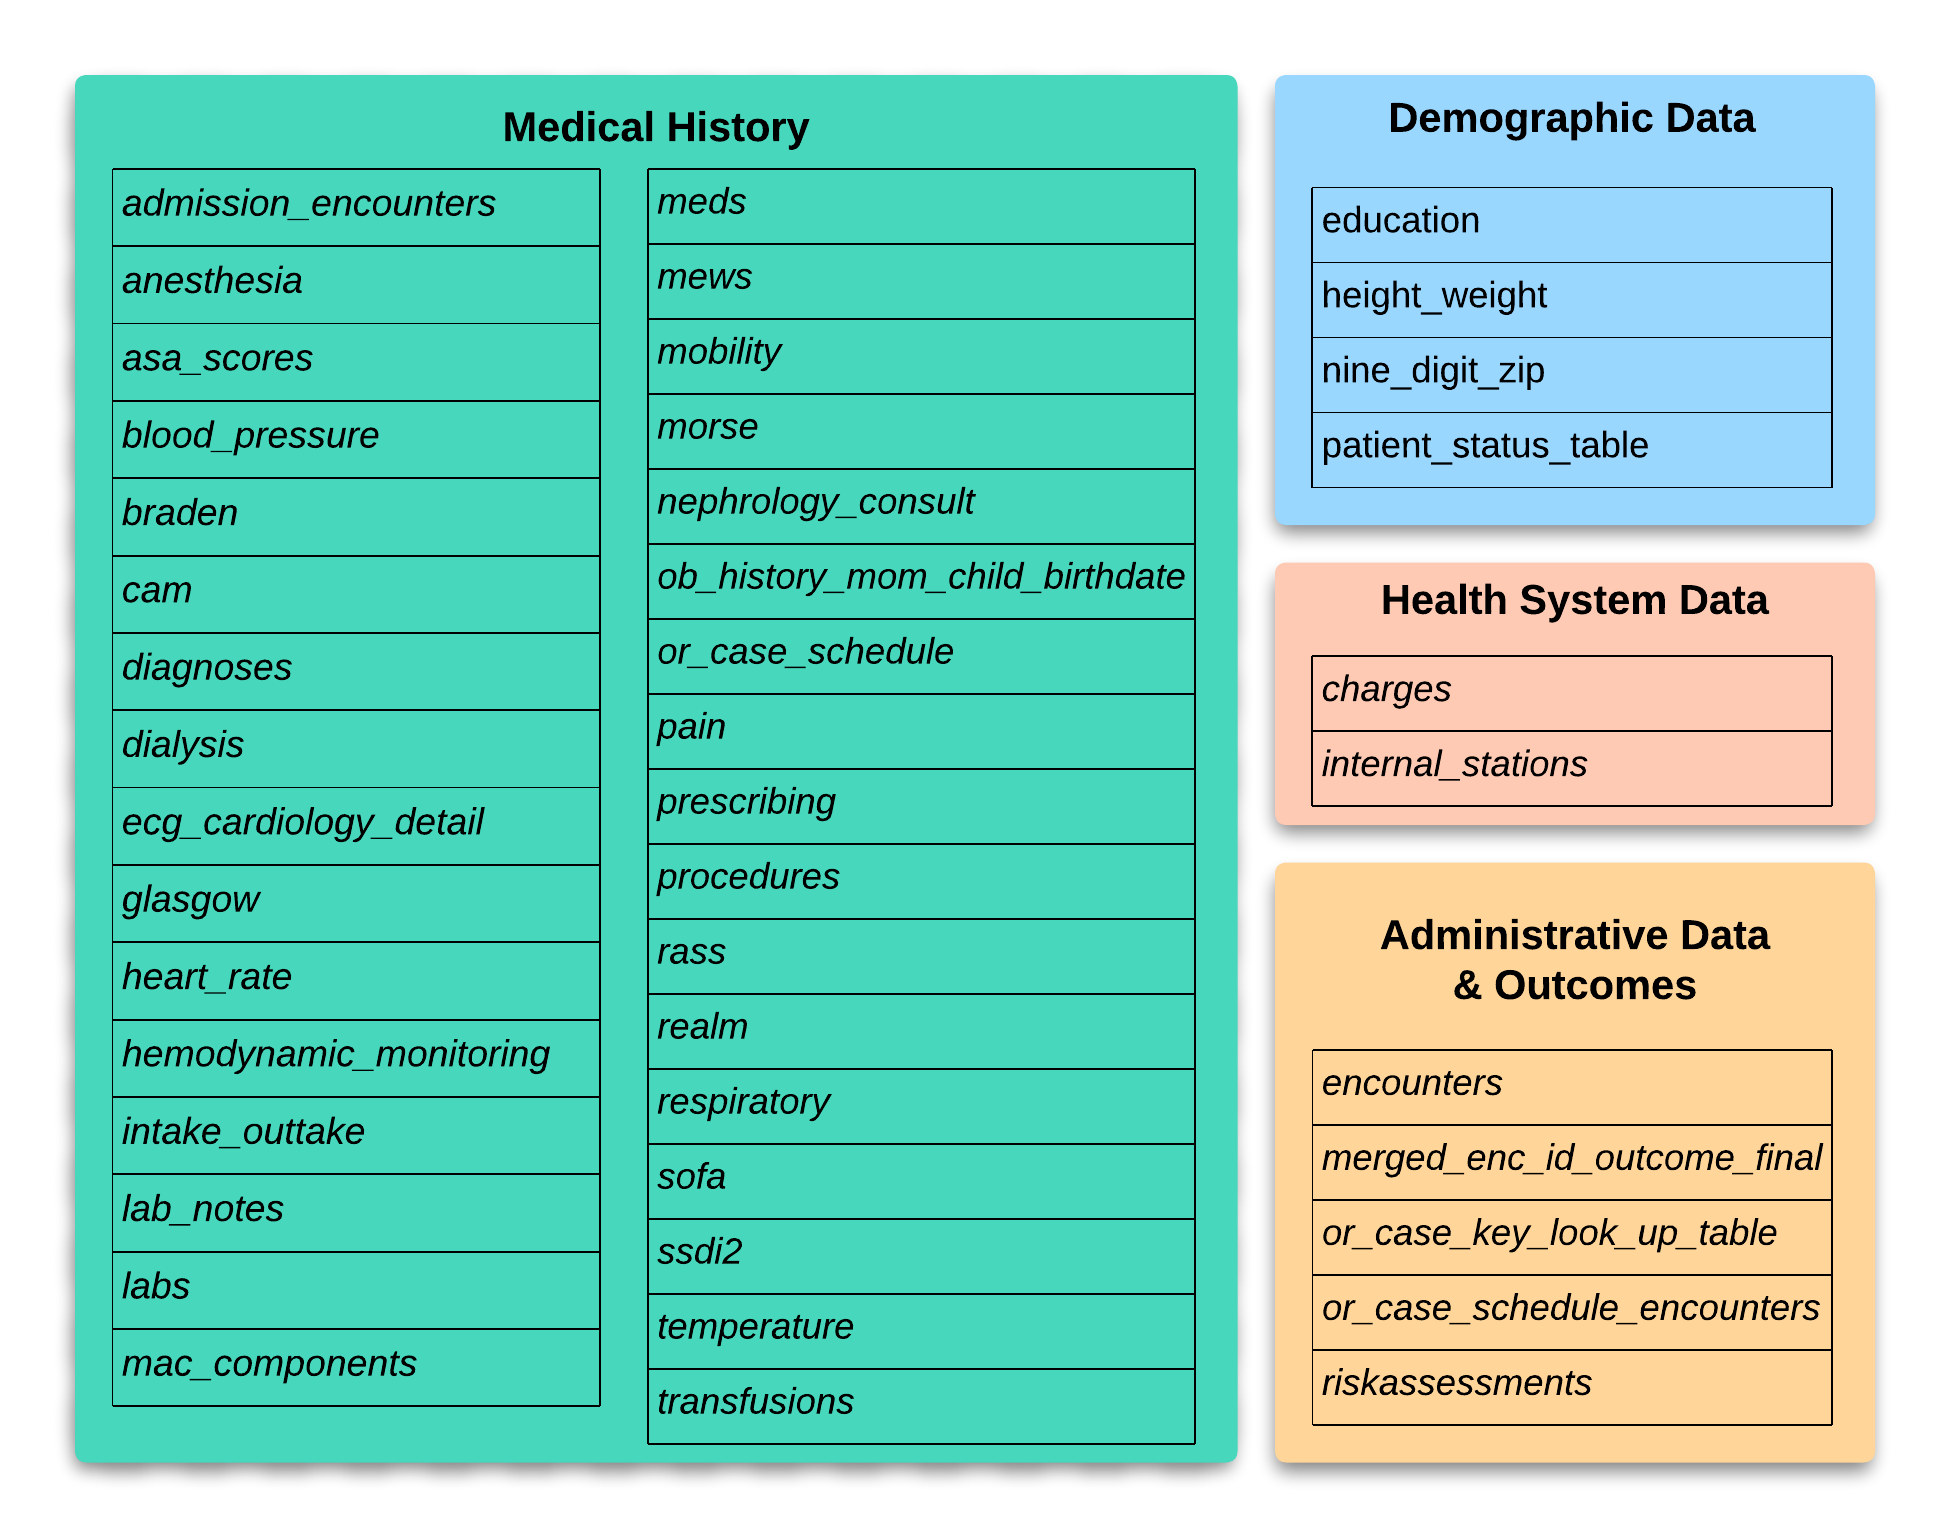 Medical History
admission_encounters
anesthesia
asa_scores
blood_pressure
braden
cam
diagnoses
dialysis
ecg_cardiology_detail
glasgow
heart_rate
hemodynamic_monitoring
intake_outtake
lab_notes
labs
mac_components
meds
mews
mobility
morse
nephrology_consult
ob_history_mom_child_birthdate
or_case_schedule
pain
prescribing
procedures
rass
realm
respiratory
sofa
ssdi2
temperature
transfusions
Demographic Data
education
height_weight
nine_digit_zip
patient_status_table
Health System Data
charges
internal_stations
Administrative Data
& Outcomes
encounters
merged_enc_id_outcome_final
or_case_key_look_up_table
or_case_schedule_encounters
riskassessments